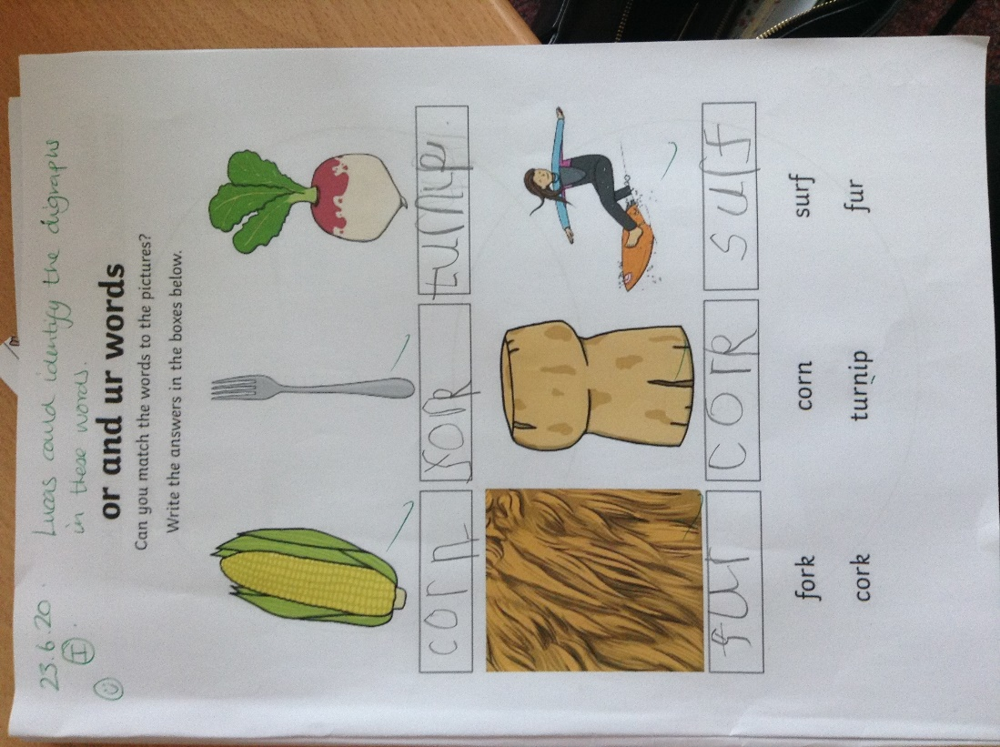 23.6.20. Lucas could identify the digraphs
I in these words.
or and ur words
Can you match the words to the pictures?
Write the answers in the boxes below.
corn
fork
turnip.
fur
cork
surf
fork corn surf
cork turnip fur